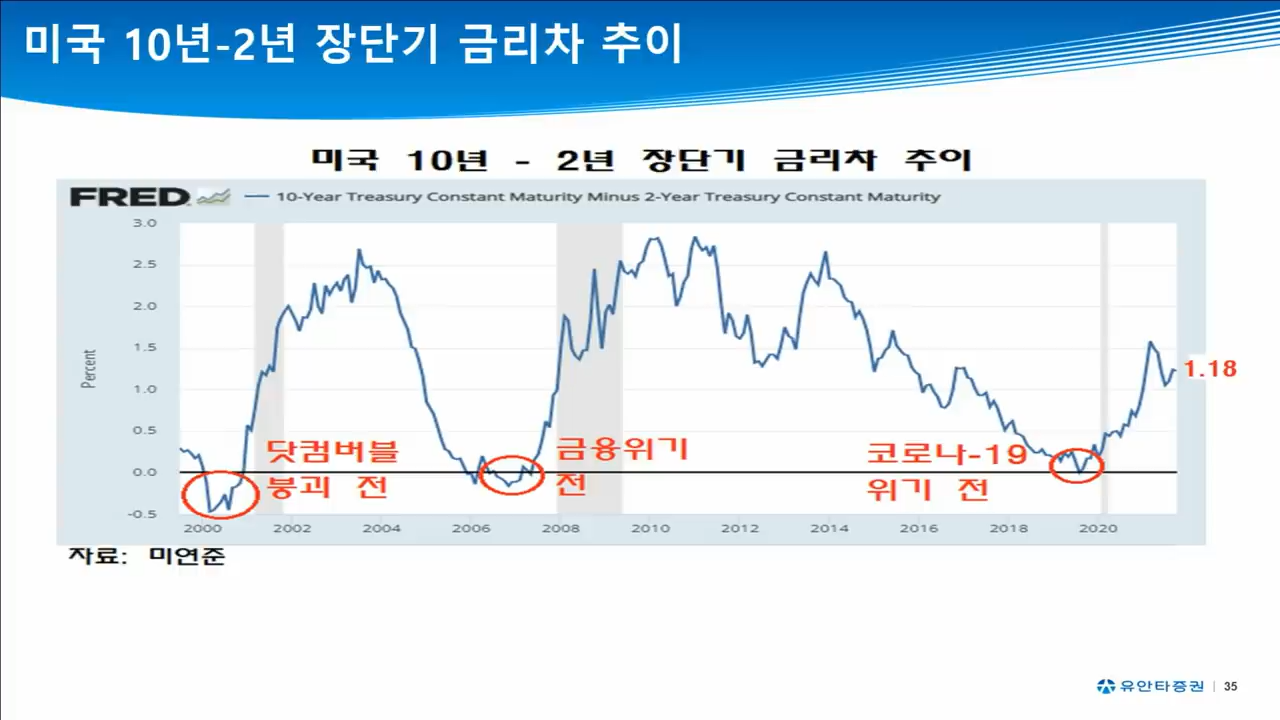 미국 10년-2년 장단기 금리차 추이
미국 10년 - 2년 장단기 금리차 추이
FRED
10-Year Treasury Constant Maturity Minus 2-Year Treasury Constant Maturity
3.0
2.5
2.0
1.5
1.0
0.5
0.0
-0.5
Percent
1.18
닷컴버블
붕괴 전
금융위기
전
코로나-19
위기 전
2000 2002 2004 2006 2008 2010 2012 2014 2016 2018 2020
자료: 미연준
유안타증권 | 35